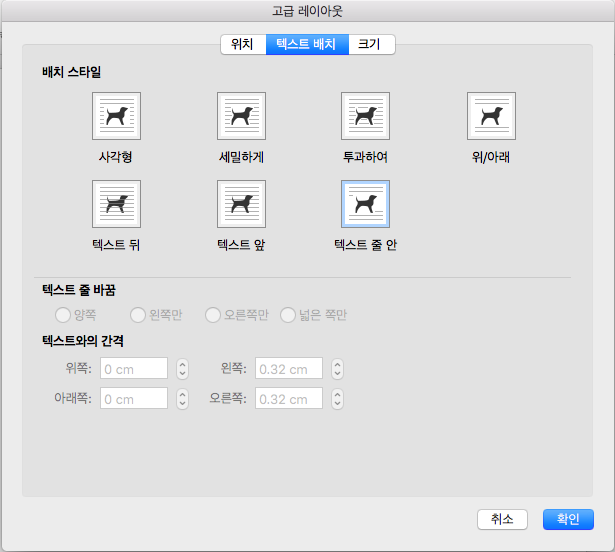 고급 레이아웃
위치 텍스트 배치 크기
배치 스타일
사각형 세밀하게 투과하여 위/아래
텍스트 뒤 텍스트 앞 텍스트 줄 안
텍스트 줄 바꿈
양쪽 왼쪽만 오른쪽만 넓은 쪽만
텍스트와의 간격
위쪽: 0 cm 왼쪽: 0.32 cm
아래쪽: 0 cm 오른쪽: 0.32 cm
취소 확인